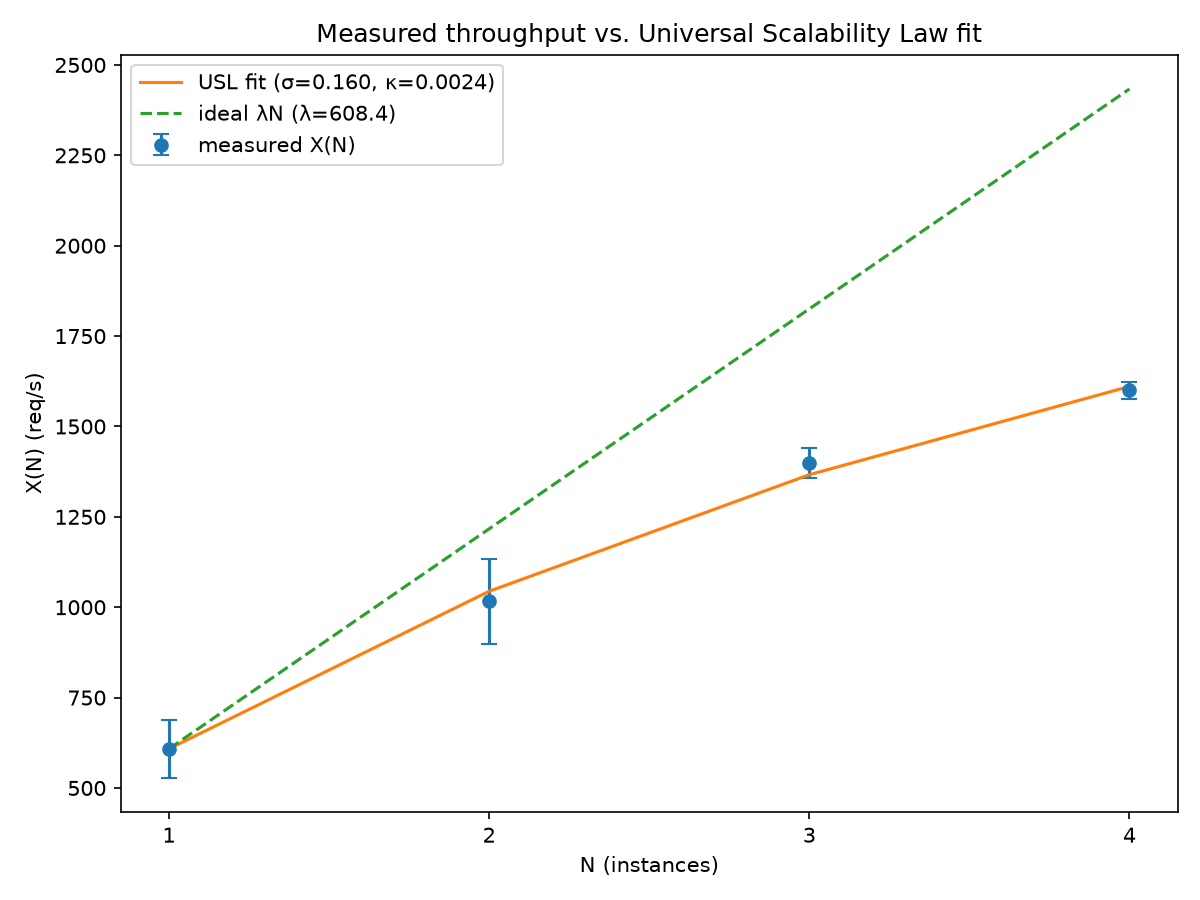 Measured throughput vs. Universal Scalability Law fit
USL fit (σ=0.160, κ=0.0024)
ideal λN (λ=608.4)
measured X(N)
X(N) (req/s)
2500
2250
2000
1750
1500
1250
1000
750
500
1 2 3 4
N (instances)